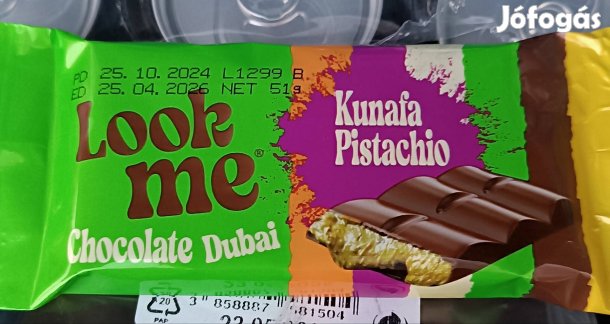 Jófogás
PD 25. 10. 2024 L1299 B
ED 25. 04. 2026 NET 51g
Look
me®
Chocolate Dubai
Kunafa
Pistachio
20
PAP
3 858887 581504